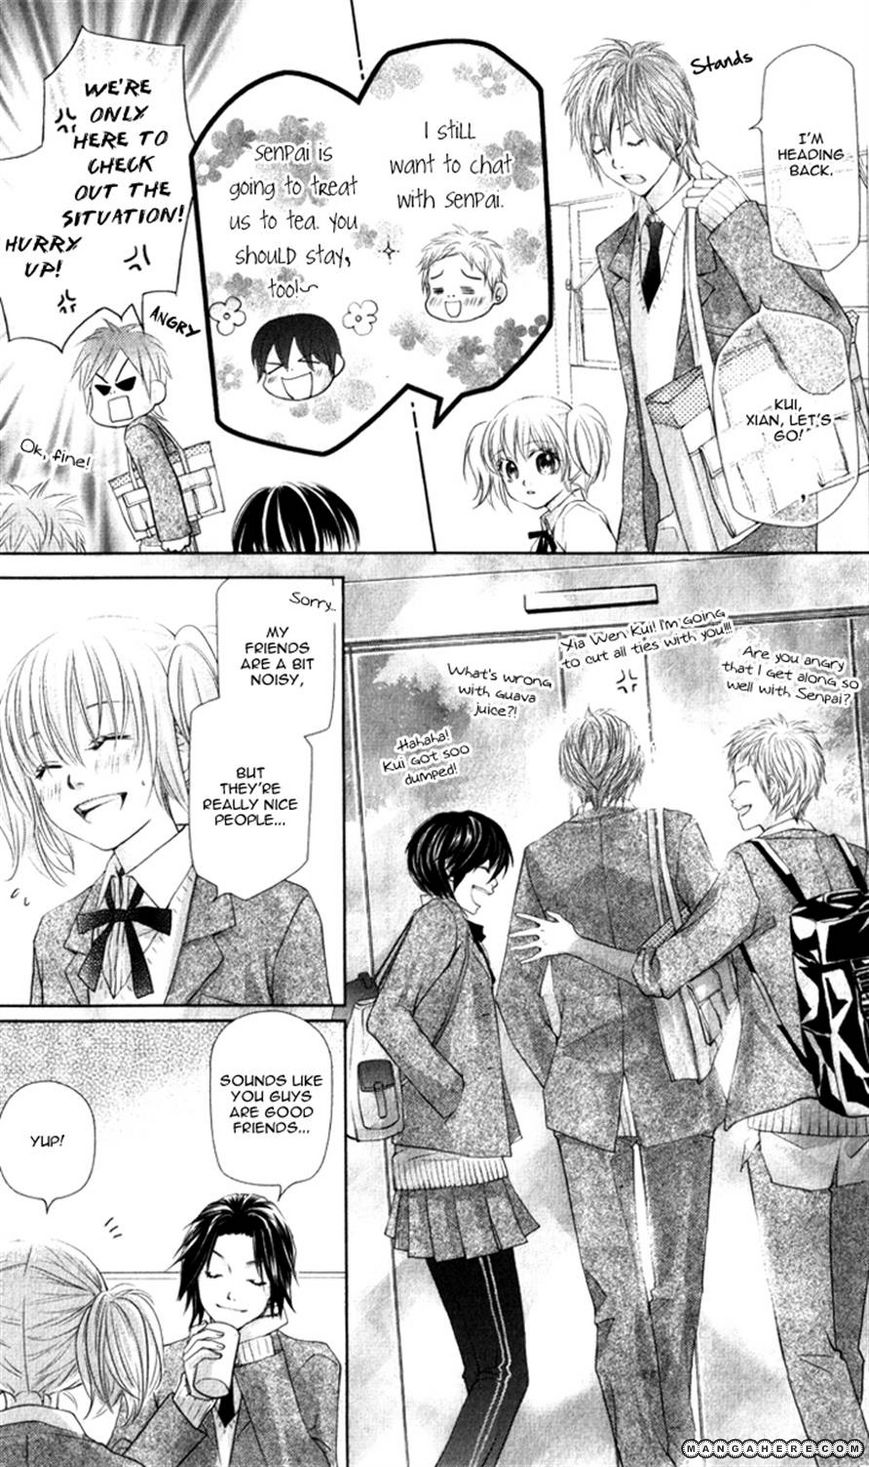 Stands
I'M
HEADING
BACK.
KUI,
XIAN, LET'S
GO!
,
I still
want to chat
with Senpai.
Senpai is
going to treat
us to tea. You
should stay,
too!~
WE'RE
ONLY
HERE TO
CHECK
OUT THE
SITUATION!
HURRY
UP!
ANGRY
Ok, fine!
Sorry..
MY
FRIENDS
ARE A BIT
NOISY,
BUT
THEY'RE
REALLY NICE
PEOPLE...
Xia Wen Kui! I'm going
to cut all ties with you!!!
Are you angry
that I get along so
well with Senpai?
What's wrong
with Guava
juice?!
Hahaha!
Kui got soo
dumped!
SOUNDS LIKE
YOU GUYS
ARE GOOD
FRIENDS...
YUP!
MANGAHERE.COM